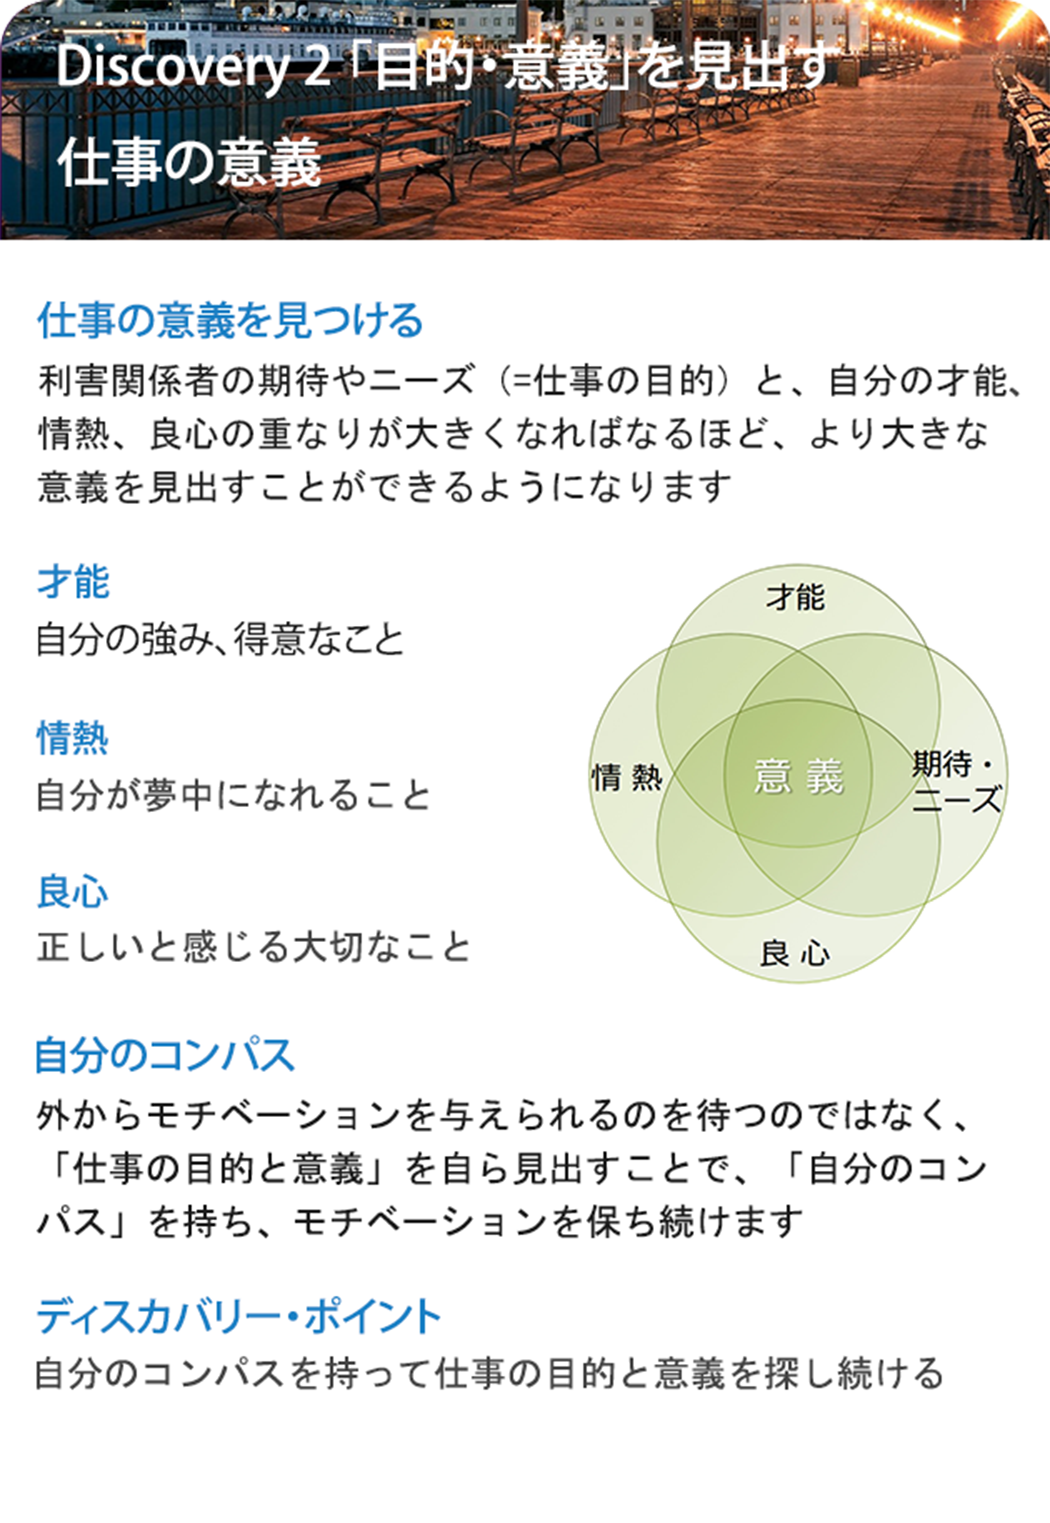 Discovery 2 「目的・意義」を見出す
仕事の意義
仕事の意義を見つける
利害関係者の期待やニーズ（=仕事の目的）と、自分の才能、
情熱、良心の重なりが大きくなればなるほど、より大きな
意義を見出すことができるようになります
才能
自分の強み、得意なこと
情熱
自分が夢中になれること
良心
正しいと感じる大切なこと
才能
情 熱
意 義
期待・
ニーズ
良 心
自分のコンパス
外からモチベーションを与えられるのを待つのではなく、
「仕事の目的と意義」を自ら見出すことで、「自分のコン
パス」を持ち、モチベーションを保ち続けます
ディスカバリー・ポイント
自分のコンパスを持って仕事の目的と意義を探し続ける